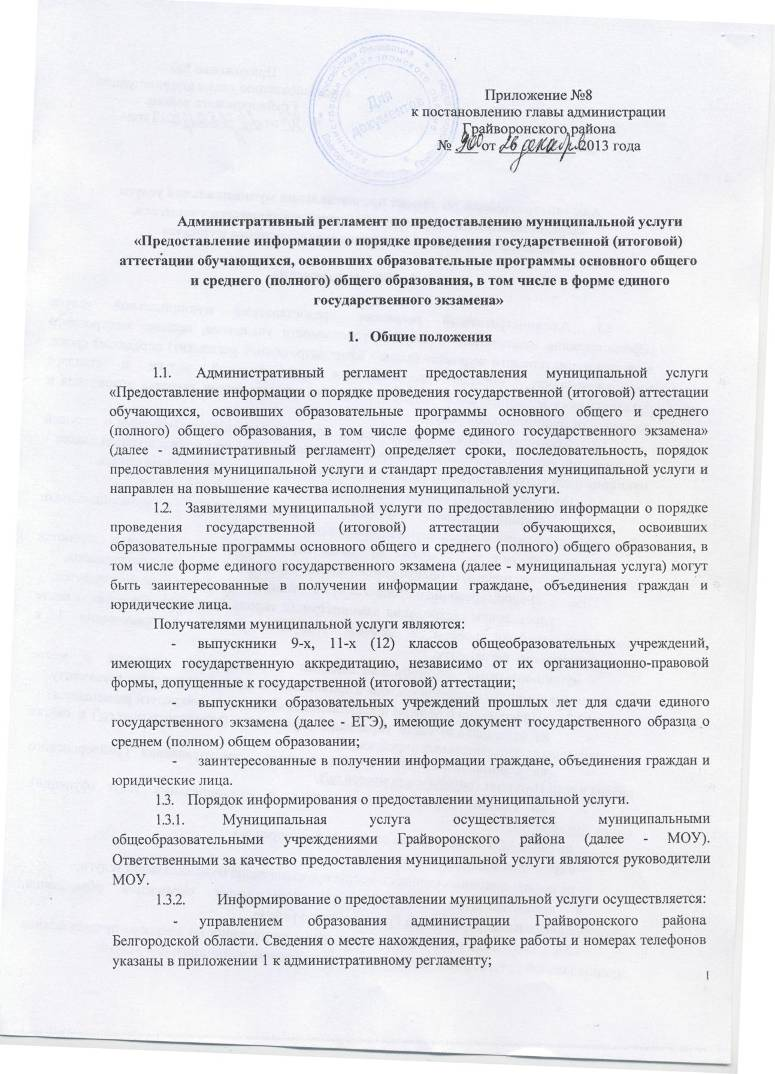 Для
документов
Приложение №8
к постановлению главы администрации
Грайворонского района
№ 900 от 26 декабря 2013 года
Административный регламент по предоставлению муниципальной услуги
«Предоставление информации о порядке проведения государственной (итоговой)
аттестации обучающихся, освоивших образовательные программы основного общего
и среднего (полного) общего образования, в том числе в форме единого
государственного экзамена»
1. Общие положения
1.1. Административный регламент предоставления муниципальной услуги
«Предоставление информации о порядке проведения государственной (итоговой) аттестации
обучающихся, освоивших образовательные программы основного общего и среднего
(полного) общего образования, в том числе форме единого государственного экзамена»
(далее - административный регламент) определяет сроки, последовательность, порядок
предоставления муниципальной услуги и стандарт предоставления муниципальной услуги и
направлен на повышение качества исполнения муниципальной услуги.
1.2. Заявителями муниципальной услуги по предоставлению информации о порядке
проведения государственной (итоговой) аттестации обучающихся, освоивших
образовательные программы основного общего и среднего (полного) общего образования, в
том числе форме единого государственного экзамена (далее - муниципальная услуга) могут
быть заинтересованные в получении информации граждане, объединения граждан и
юридические лица.
Получателями муниципальной услуги являются:
- выпускники 9-х, 11-х (12) классов общеобразовательных учреждений,
имеющих государственную аккредитацию, независимо от их организационно-правовой
формы, допущенные к государственной (итоговой) аттестации;
- выпускники образовательных учреждений прошлых лет для сдачи единого
государственного экзамена (далее - ЕГЭ), имеющие документ государственного образца о
среднем (полном) общем образовании;
- заинтересованные в получении информации граждане, объединения граждан и
юридические лица.
1.3. Порядок информирования о предоставлении муниципальной услуги.
1.3.1. Муниципальная услуга осуществляется муниципальными
общеобразовательными учреждениями Грайворонского района (далее - МОУ).
Ответственными за качество предоставления муниципальной услуги являются руководители
МОУ.
1.3.2. Информирование о предоставлении муниципальной услуги осуществляется:
- управлением образования администрации Грайворонского района
Белгородской области. Сведения о месте нахождения, графике работы и номерах телефонов
указаны в приложении 1 к административному регламенту;
1